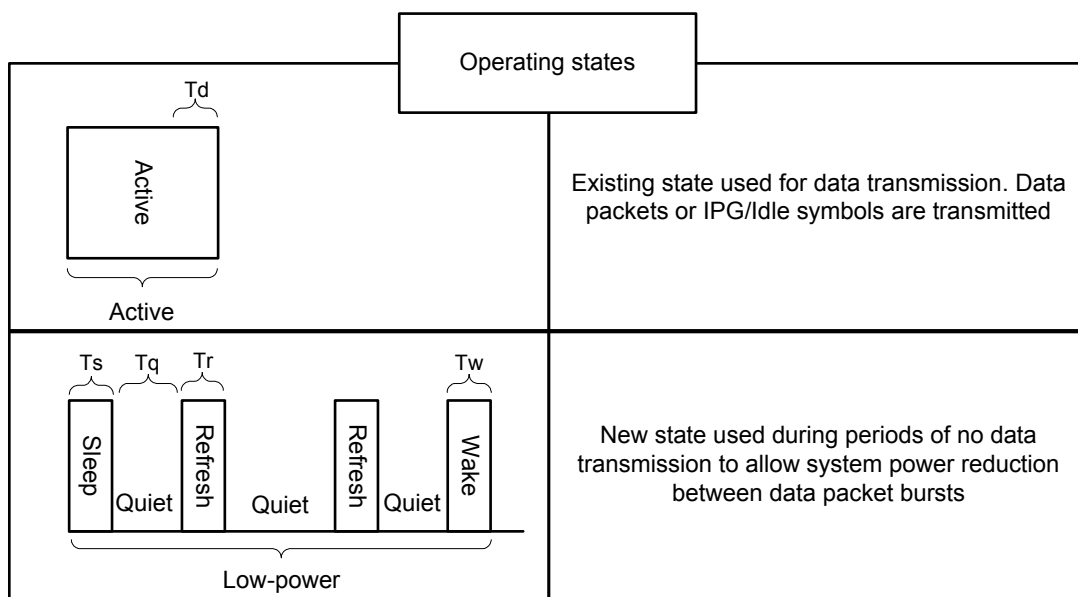 Operating states
Td
Active
Active
Existing state used for data transmission. Data
packets or IPG/Idle symbols are transmitted
Ts
Tq
Tr
Tw
Sleep
Quiet
Refresh
Quiet
Refresh
Quiet
Wake
Low-power
New state used during periods of no data
transmission to allow system power reduction
between data packet bursts